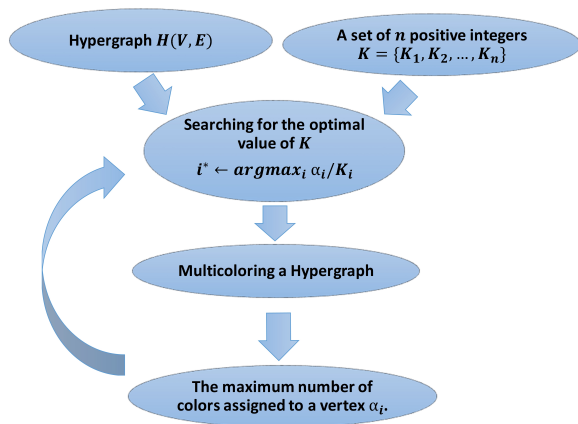 Hypergraph H(V, E)
A set of n positive integers
K = {K₁, K₂, ..., Kₙ}
Searching for the optimal
value of K
i* ← argmaxᵢ αᵢ/Kᵢ
Multicoloring a Hypergraph
The maximum number of
colors assigned to a vertex αᵢ.